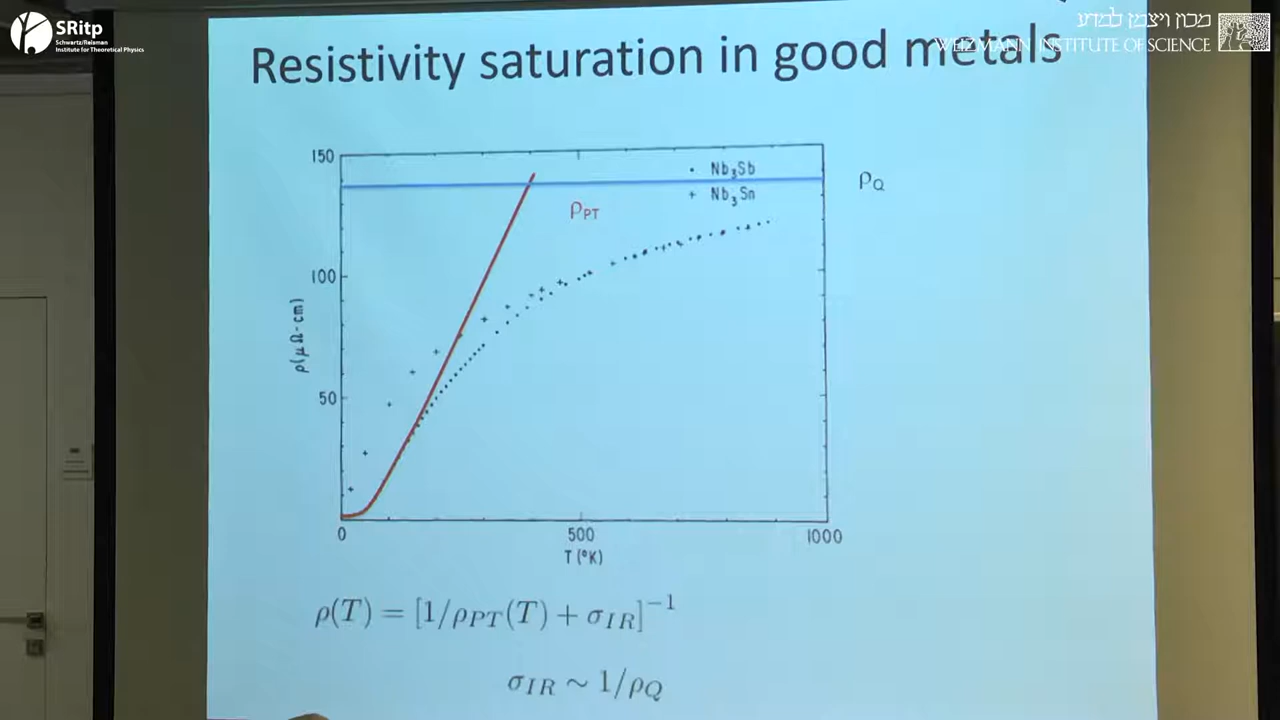 SRitp
Schwartz/Reisman
Institute for Theoretical Physics
מכון ויצמן למדע
WEIZMANN INSTITUTE OF SCIENCE
Resistivity saturation in good metals
150
100
50
ρ(μΩ-cm)
• Nb₃Sb
+ Nb₃Sn
ρ_Q
ρ_PT
0
500
1000
T(°K)
ρ(T) = [1/ρ_PT(T) + σ_IR]⁻¹
σ_IR ∼ 1/ρ_Q